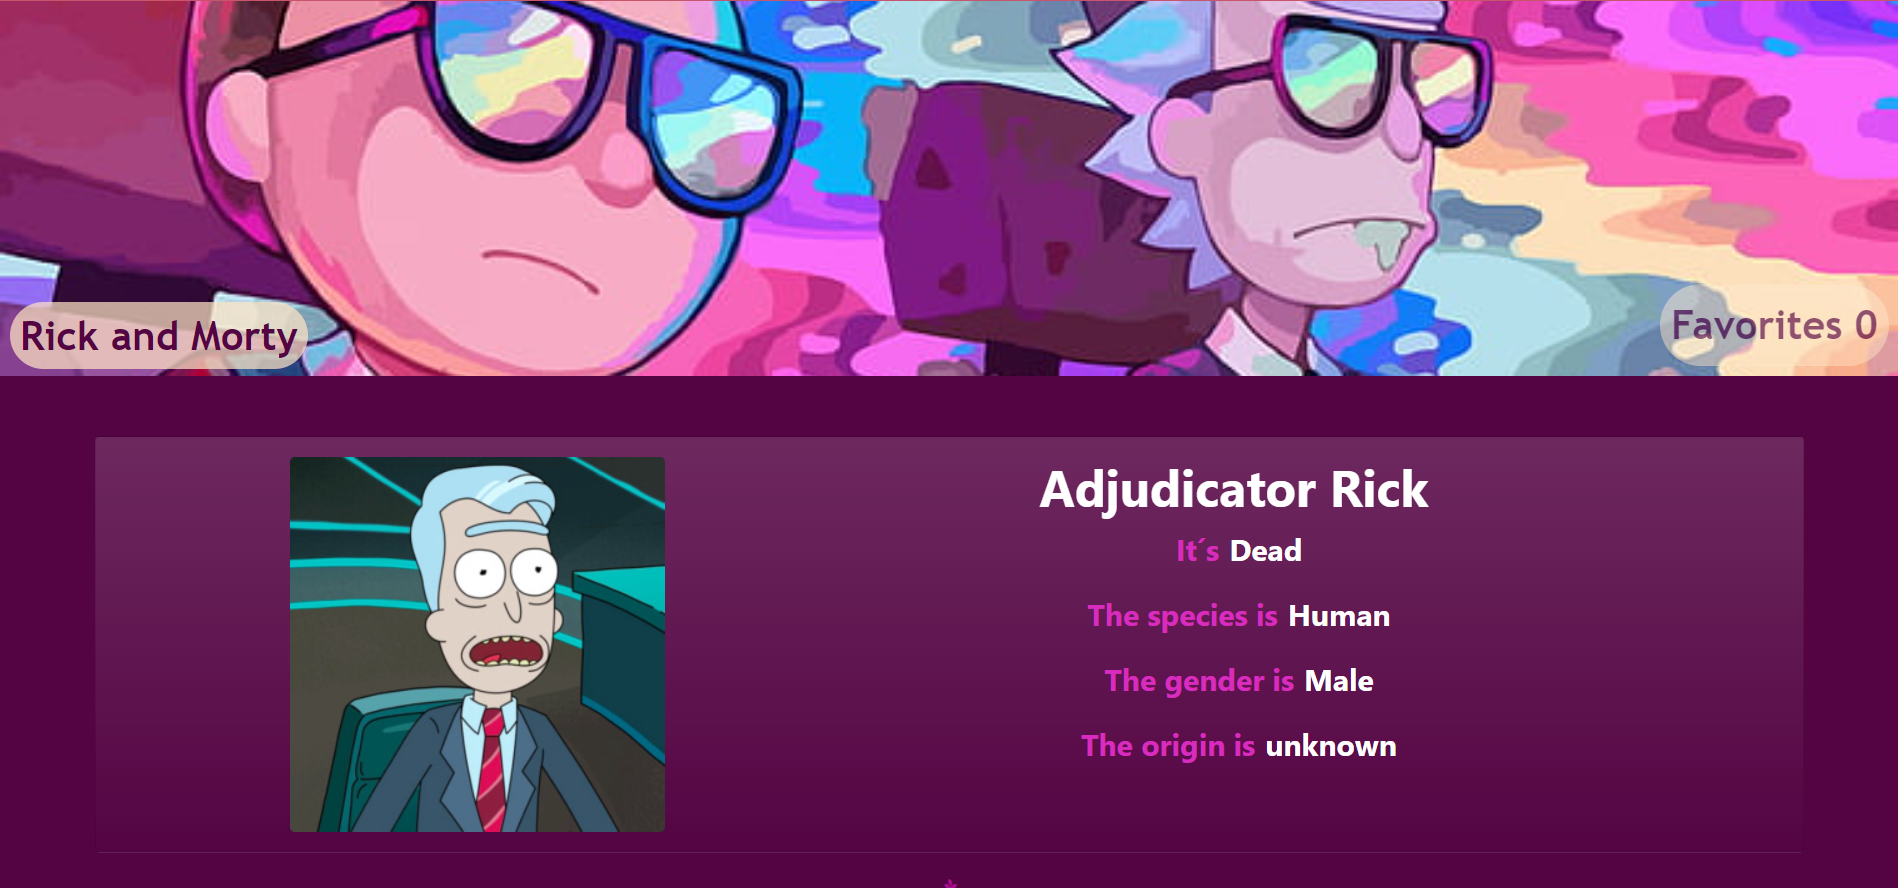 Rick and Morty
Favorites 0
Adjudicator Rick
It´s Dead
The species is Human
The gender is Male
The origin is unknown